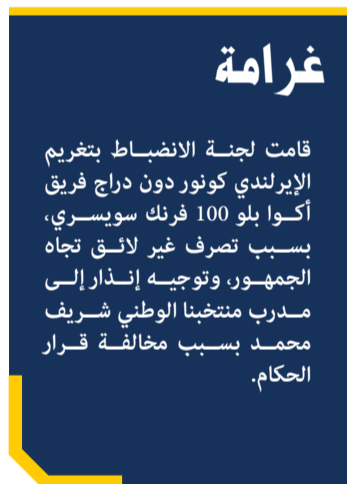 غرامة
قامت لجنة الانضباط بتغريم
الإيرلندي كونور دون دراج فريق
أكوا بلو 100 فرنك سويسري،
بسبب تصرف غير لائق تجاه
الجمهور، وتوجيه إنذار إلى
مدرب منتخبنا الوطني شريف
محمد بسبب مخالفة قرار
الحكام.